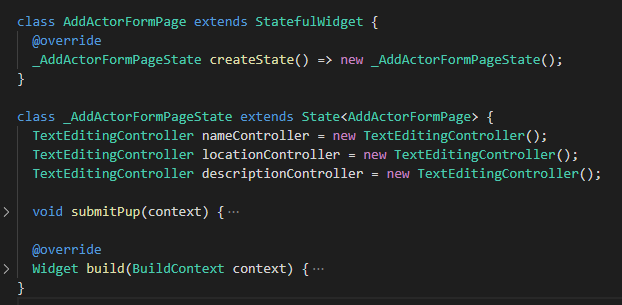 class AddActorFormPage extends StatefulWidget {
  @override
  _AddActorFormPageState createState() => new _AddActorFormPageState();
}
class _AddActorFormPageState extends State<AddActorFormPage> {
  TextEditingController nameController = new TextEditingController();
  TextEditingController locationController = new TextEditingController();
  TextEditingController descriptionController = new TextEditingController();
  void submitPup(context) {···
  @override
  Widget build(BuildContext context) {···
}